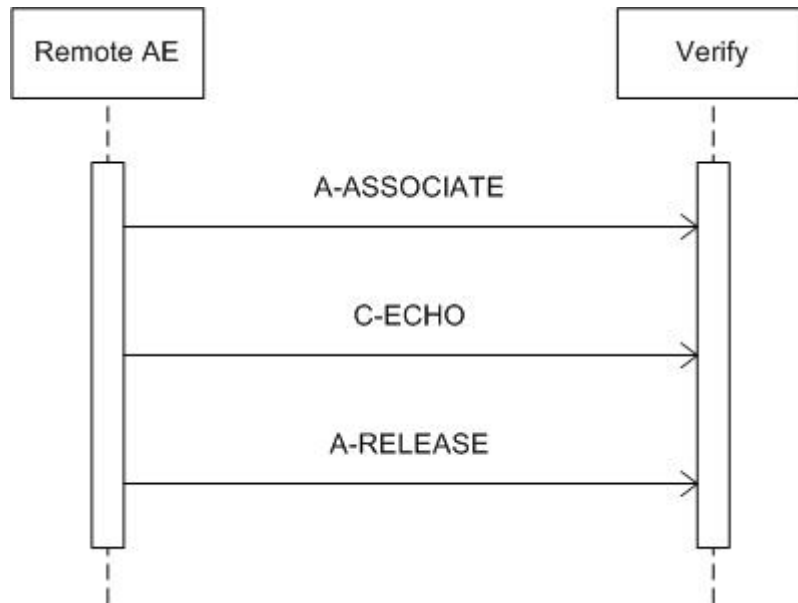 Remote AE
Verify
A-ASSOCIATE
C-ECHO
A-RELEASE